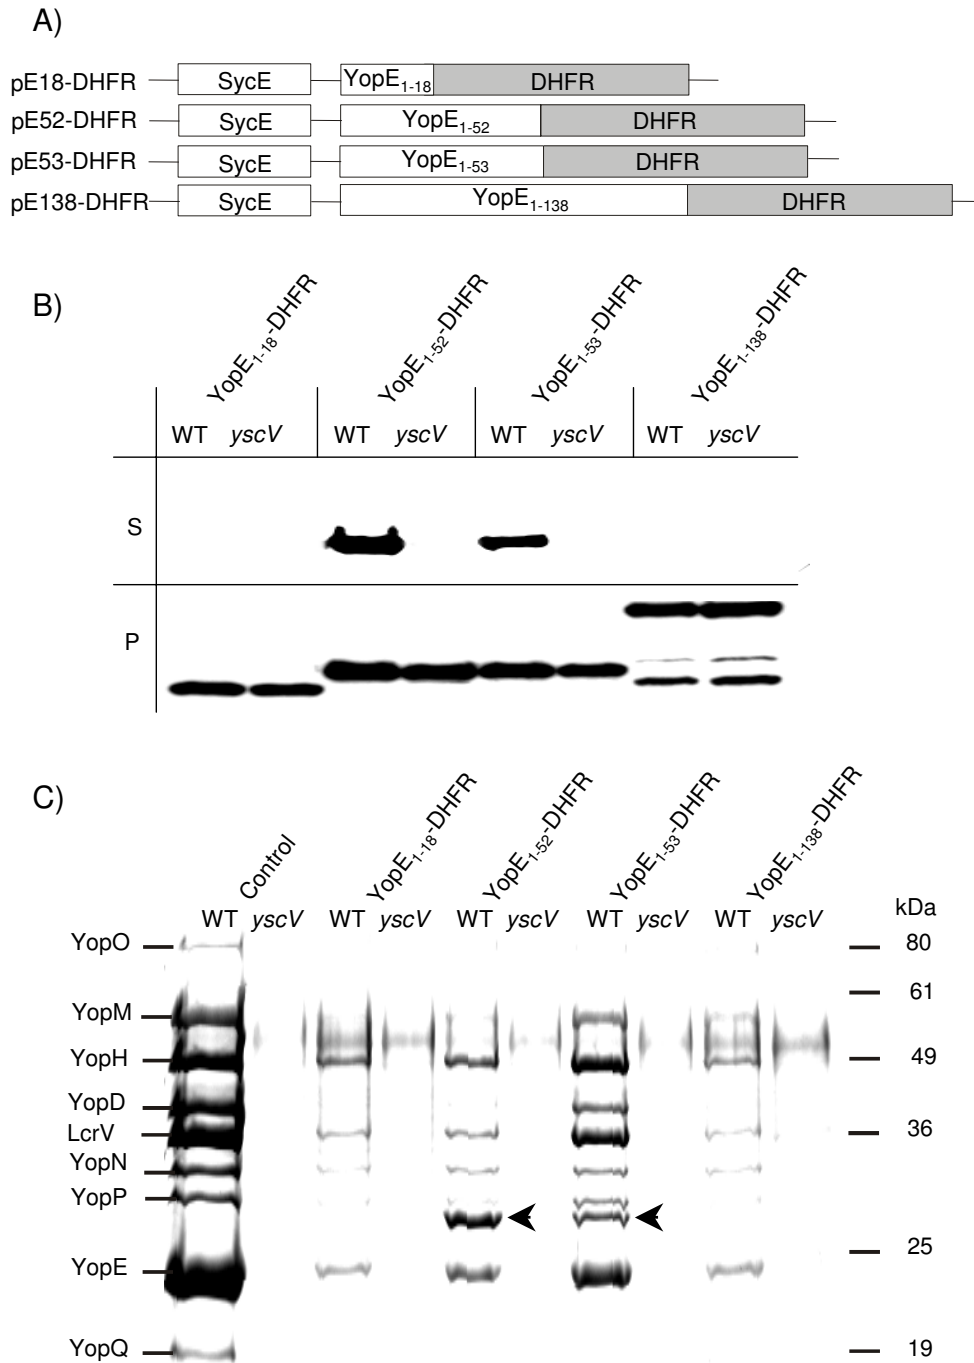 A)
pE18-DHFR SycE YopE1-18 DHFR
pE52-DHFR SycE YopE1-52 DHFR
pE53-DHFR SycE YopE1-53 DHFR
pE138-DHFR SycE YopE1-138 DHFR
B)
YopE1-18-DHFR YopE1-52-DHFR YopE1-53-DHFR YopE1-138-DHFR
WT yscV WT yscV WT yscV WT yscV
S
P
C)
Control YopE1-18-DHFR YopE1-52-DHFR YopE1-53-DHFR YopE1-138-DHFR
WT yscV WT yscV WT yscV WT yscV WT yscV kDa
YopO 80
61
YopM
YopH 49
YopD
LcrV 36
YopN
YopP
25
YopE
YopQ 19